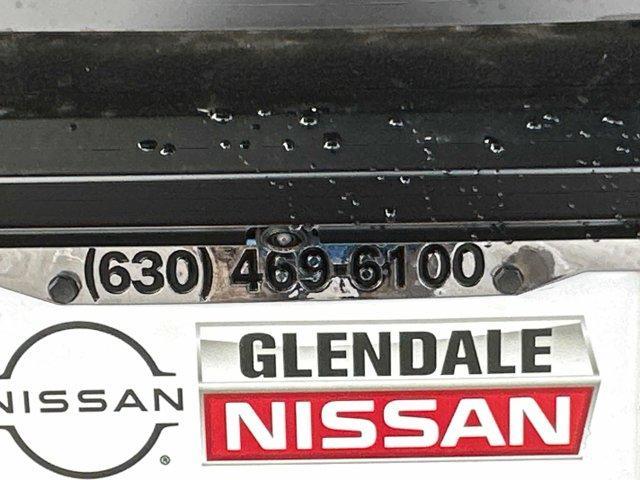 (630) 469-6100
NISSAN
®
GLENDALE
NISSAN